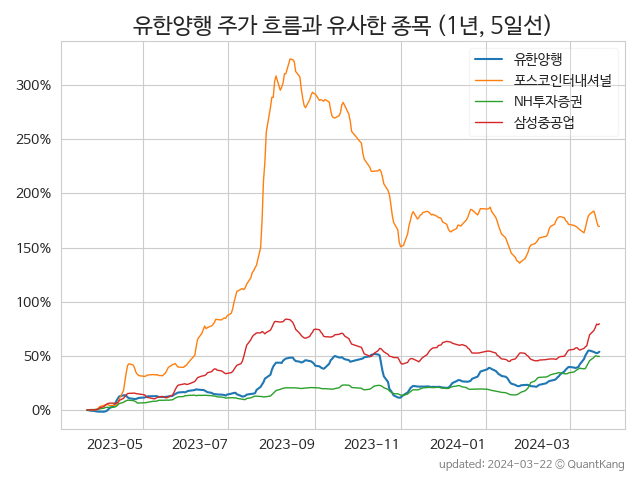 유한양행 주가 흐름과 유사한 종목 (1년, 5일선)
유한양행
포스코인터내셔널
NH투자증권
삼성중공업
300%
250%
200%
150%
100%
50%
0%
2023-05 2023-07 2023-09 2023-11 2024-01 2024-03
updated: 2024-03-22 © QuantKang